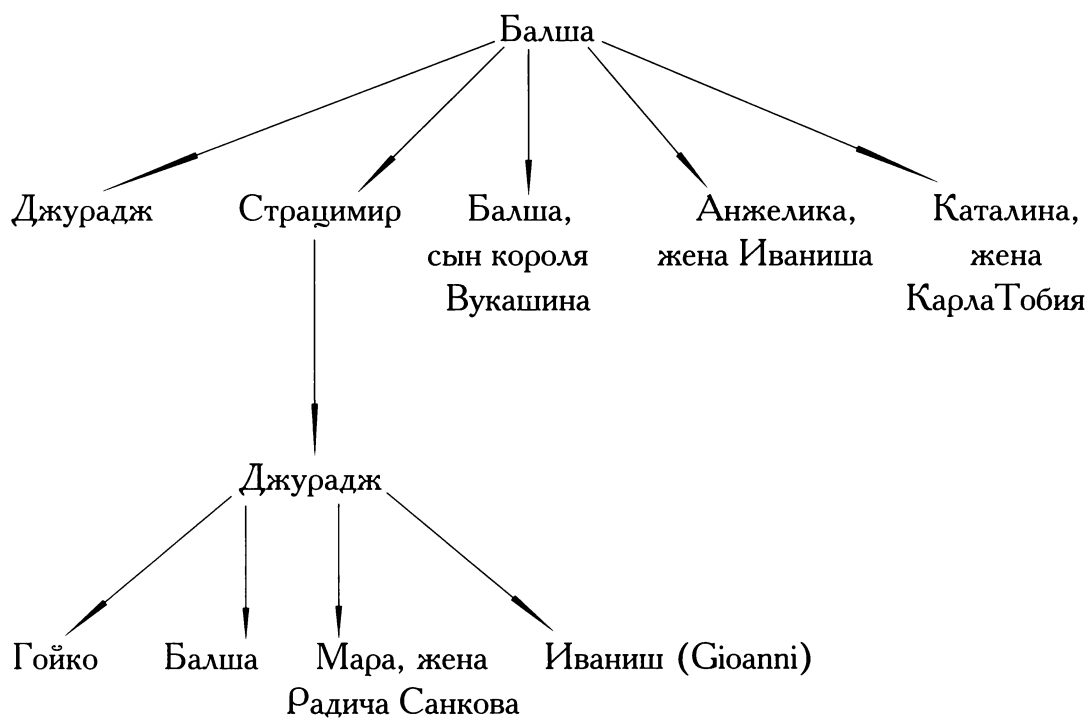 Балша
Джурадж Страцимир Балша, Анжелика, Каталина,
сын короля жена Иваниша жена
Вукашина КарлаТобия
Джурадж
Гойко Балша Мара, жена Иваниш (Gioanni)
Радича Санкова